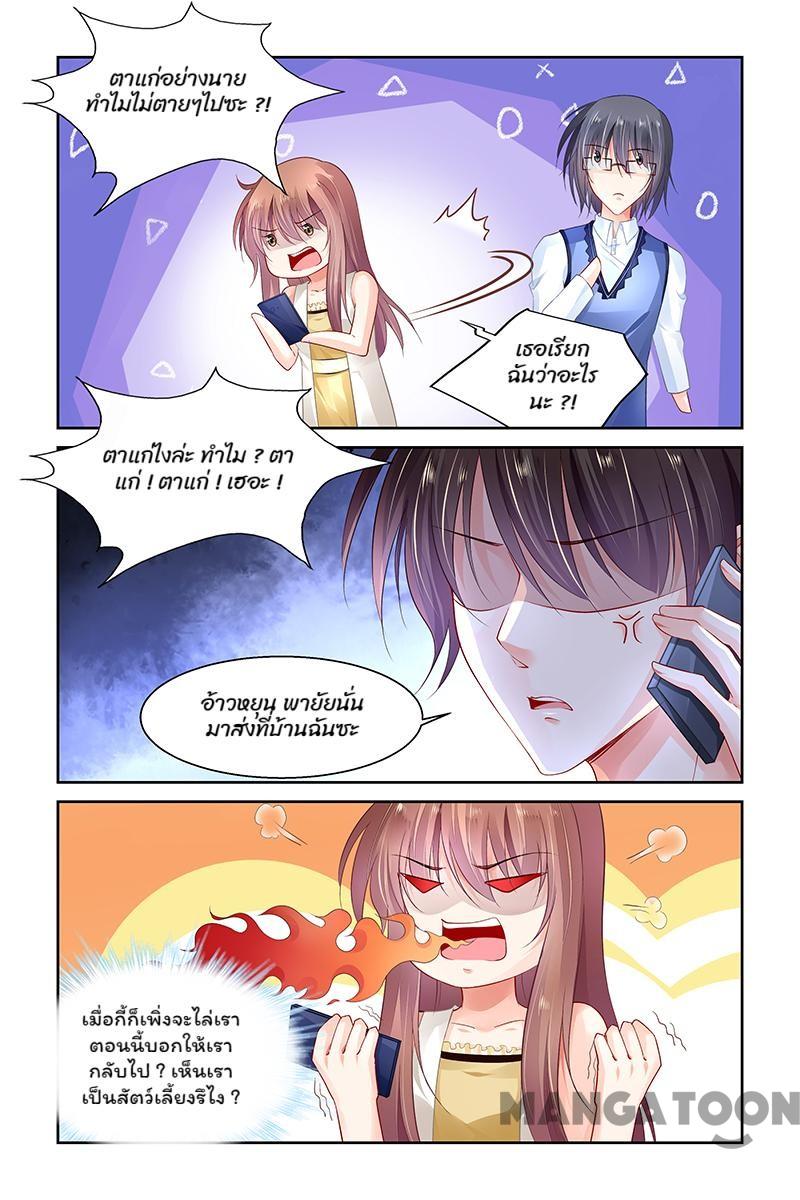 ตาแก่อย่างนาย
ทำไมไม่ตายๆไปซะ ?!
เธอเรียก
ฉันว่าอะไร
นะ ?!
ตาแก่ไงล่ะ ทำไม ? ตา
แก่ ! ตาแก่ ! เฮอะ !
อ้าวหยุน พายัยนั่น
มาส่งที่บ้านฉันซะ
เมื่อกี้ก็เพิ่งจะไล่เรา
ตอนนี้บอกให้เรา
กลับไป ? เห็นเรา
เป็นสัตว์เลี้ยงริไง ?
MANGATOON